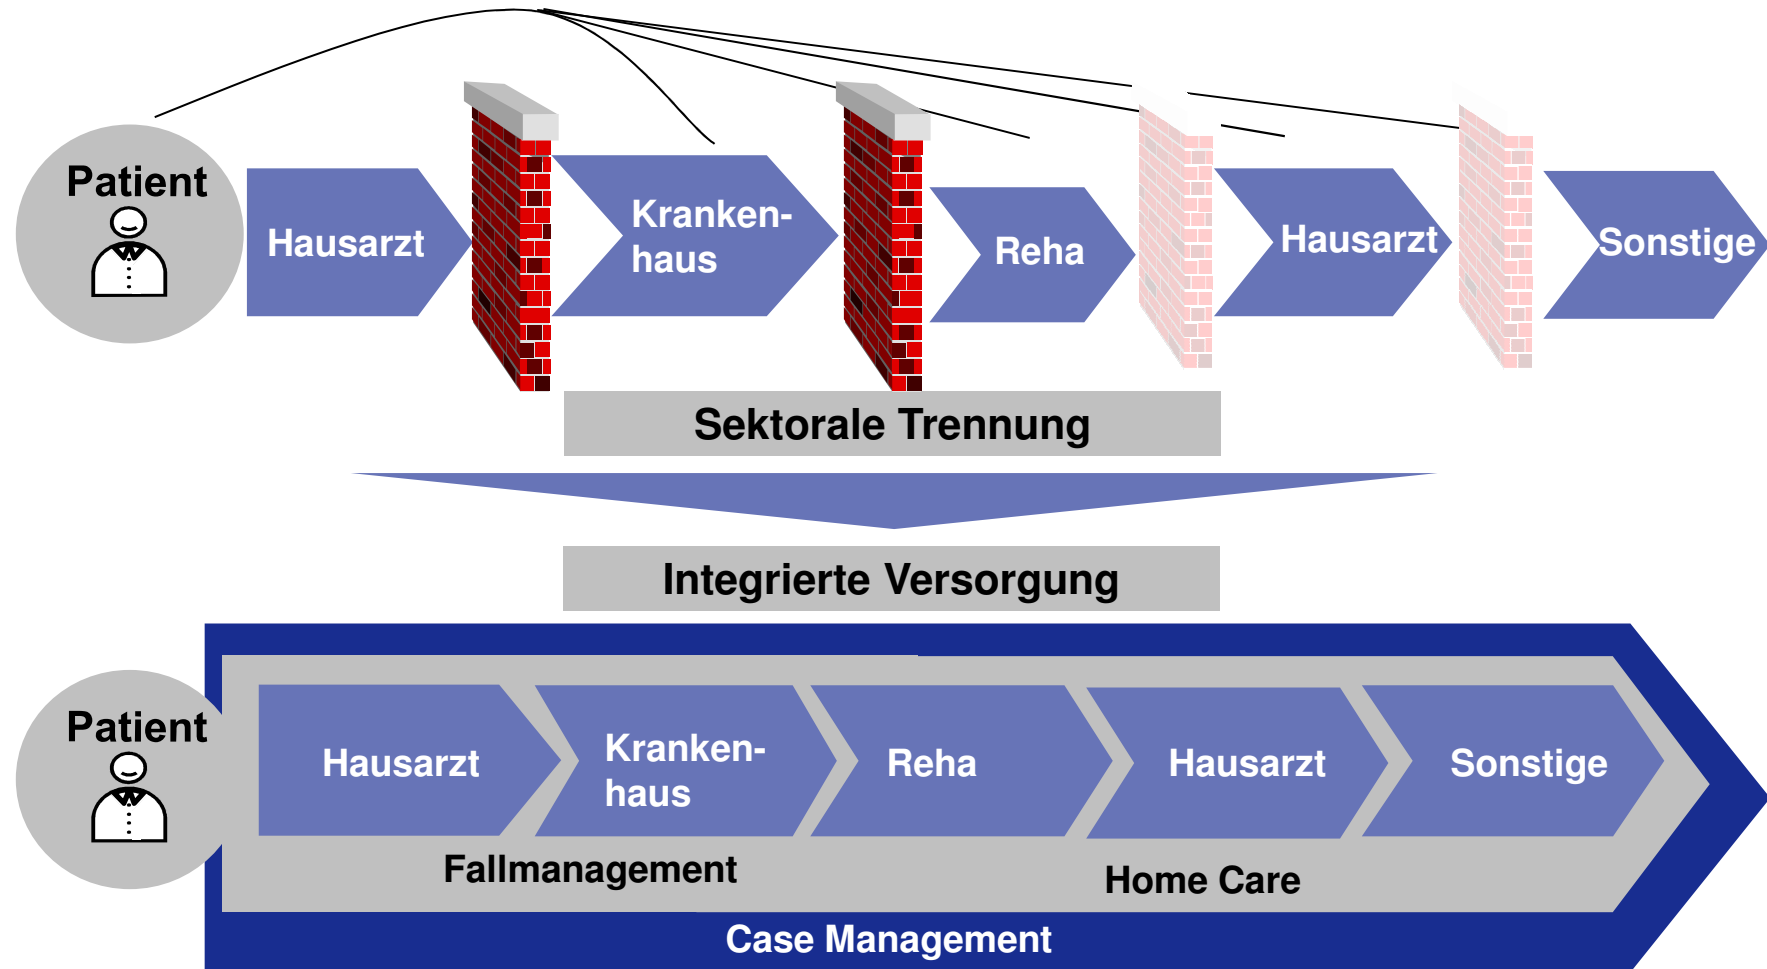 Patient
Hausarzt
Kranken-
haus
Reha
Hausarzt
Sonstige
Sektorale Trennung
Integrierte Versorgung
Patient
Hausarzt
Kranken-
haus
Reha
Hausarzt
Sonstige
Fallmanagement
Home Care
Case Management